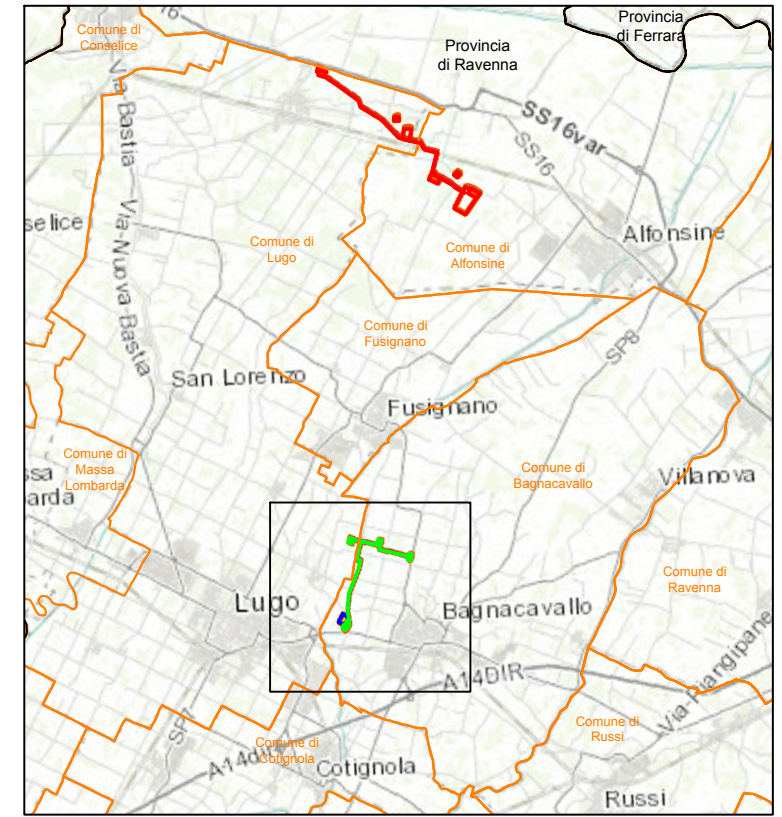 16
Provincia
di Ferrara
Comune di
Conselice
Provincia
di Ravenna
SS16var
SS16
Via Bastia
Via-Nuova-Bastia
selice
Comune di
Lugo
Comune di
Alfonsine
Alfonsine
Comune di
Fusignano
SP8
San Lorenzo
Fusignano
Comune di
Massa
Lombarda
ssa
barda
Comune di
Bagnacavallo
Villanova
Comune di
Ravenna
Lugo
Bagnacavallo
A14DIR
Via-Piangipane
SP7
Comune di
Russi
A14dir
Comune di
Cotignola
Cotignola
Russi